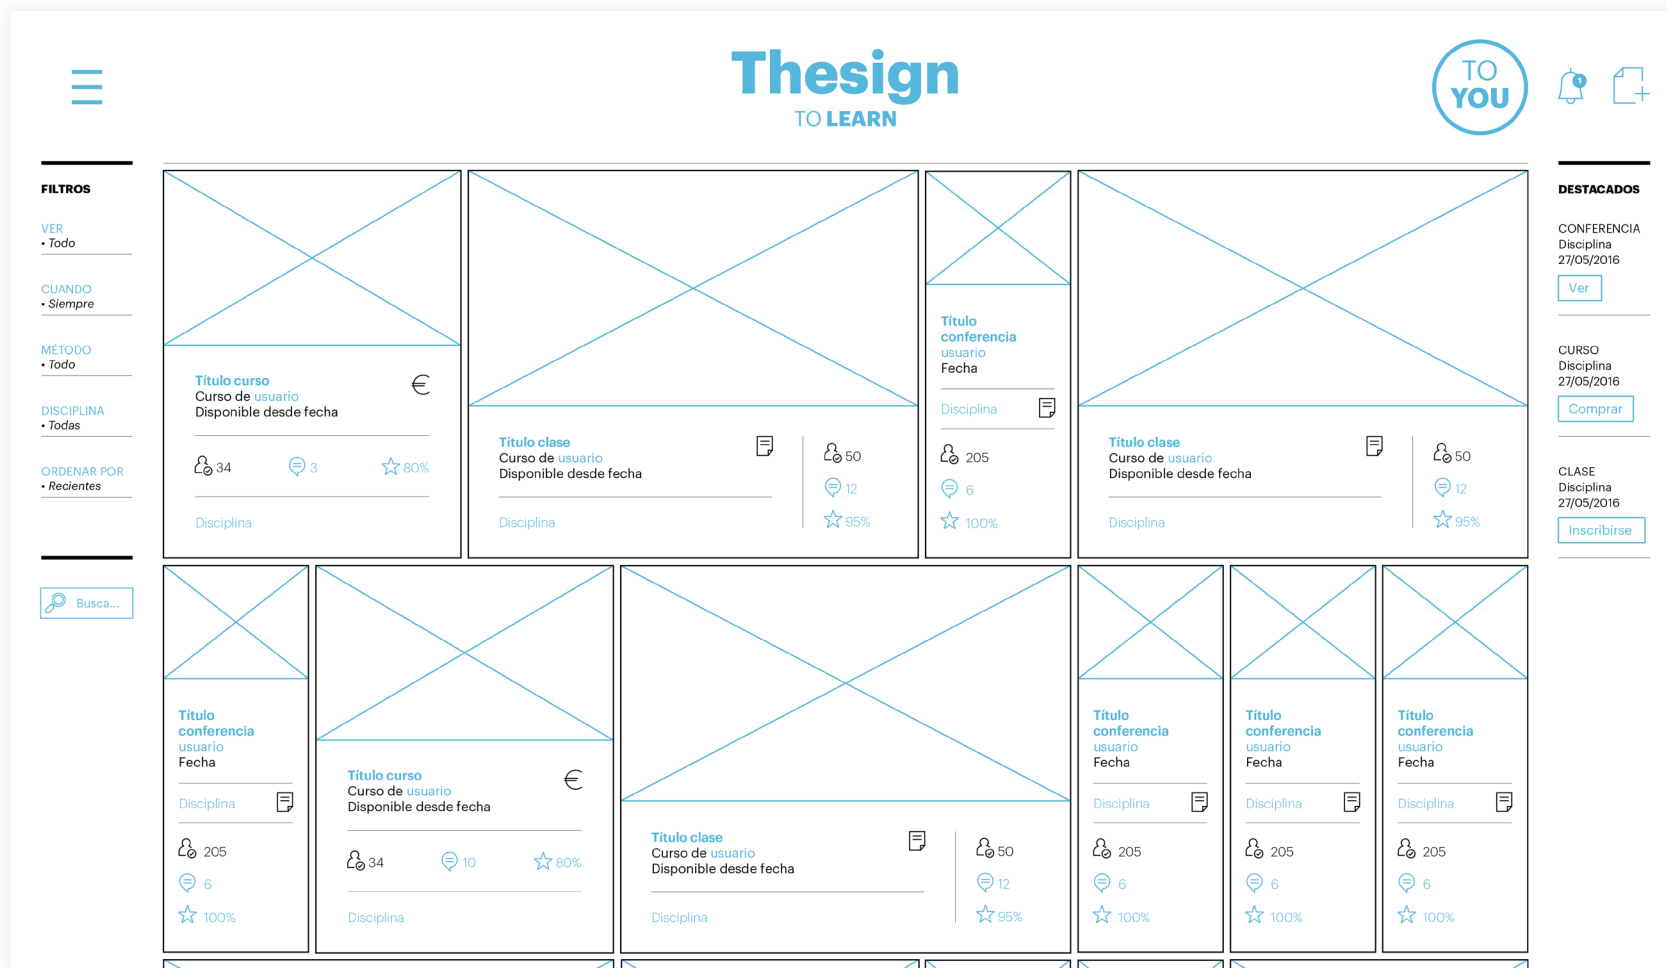 Thesign
TO LEARN
TO
YOU
1
FILTROS
VER
• Todo
CUANDO
• Siempre
MÉTODO
• Todo
DISCIPLINA
• Todas
ORDENAR POR
• Recientes
Busca...
Título curso
Curso de usuario
Disponible desde fecha
€
34
3
80%
Disciplina
Título clase
Curso de usuario
Disponible desde fecha
Disciplina
50
12
95%
Título
conferencia
usuario
Fecha
Disciplina
205
6
100%
Título clase
Curso de usuario
Disponible desde fecha
Disciplina
50
12
95%
Título
conferencia
usuario
Fecha
Disciplina
205
6
100%
Título curso
Curso de usuario
Disponible desde fecha
€
34
10
80%
Disciplina
Título clase
Curso de usuario
Disponible desde fecha
Disciplina
50
12
95%
Título
conferencia
usuario
Fecha
Disciplina
205
6
100%
Título
conferencia
usuario
Fecha
Disciplina
205
6
100%
Título
conferencia
usuario
Fecha
Disciplina
205
6
100%
DESTACADOS
CONFERENCIA
Disciplina
27/05/2016
Ver
CURSO
Disciplina
27/05/2016
Comprar
CLASE
Disciplina
27/05/2016
Inscribirse